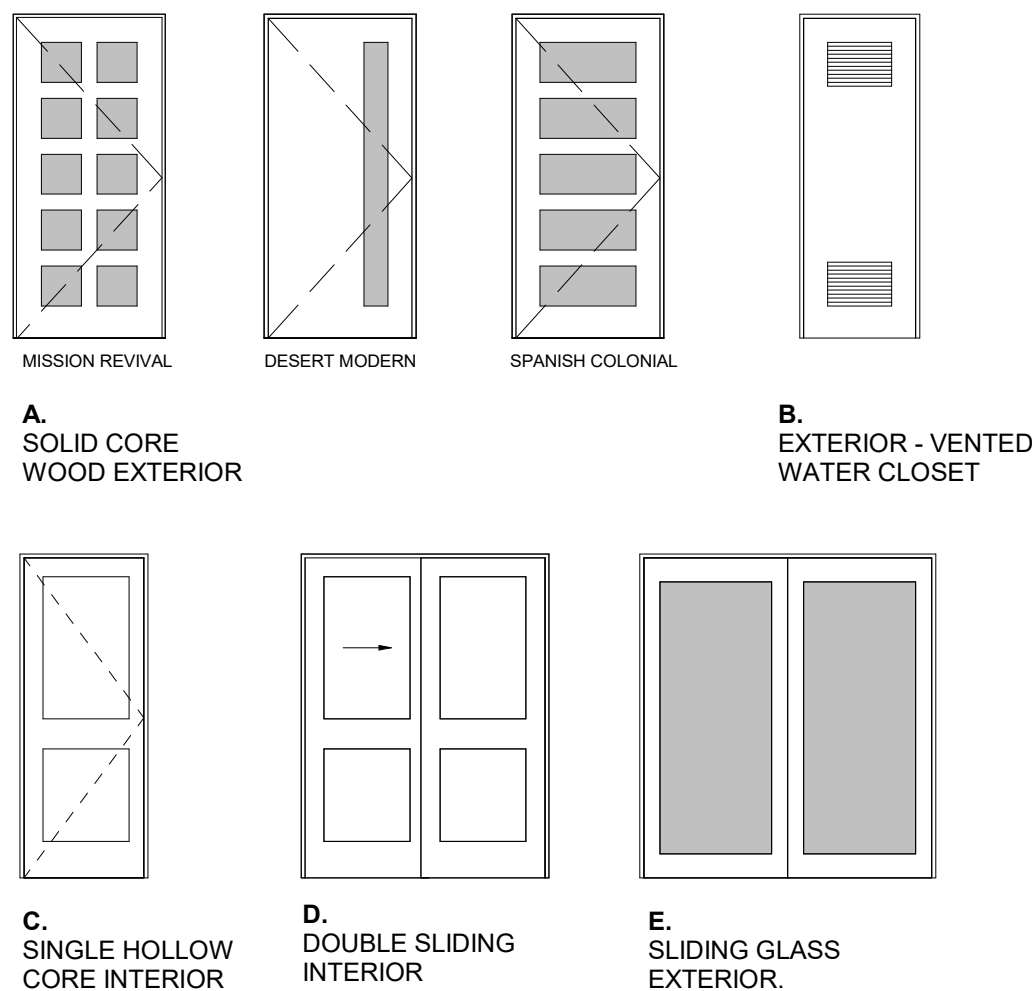 MISSION REVIVAL
DESERT MODERN
SPANISH COLONIAL
A.
SOLID CORE
WOOD EXTERIOR
B.
EXTERIOR - VENTED
WATER CLOSET
C.
SINGLE HOLLOW
CORE INTERIOR
D.
DOUBLE SLIDING
INTERIOR
E.
SLIDING GLASS
EXTERIOR.